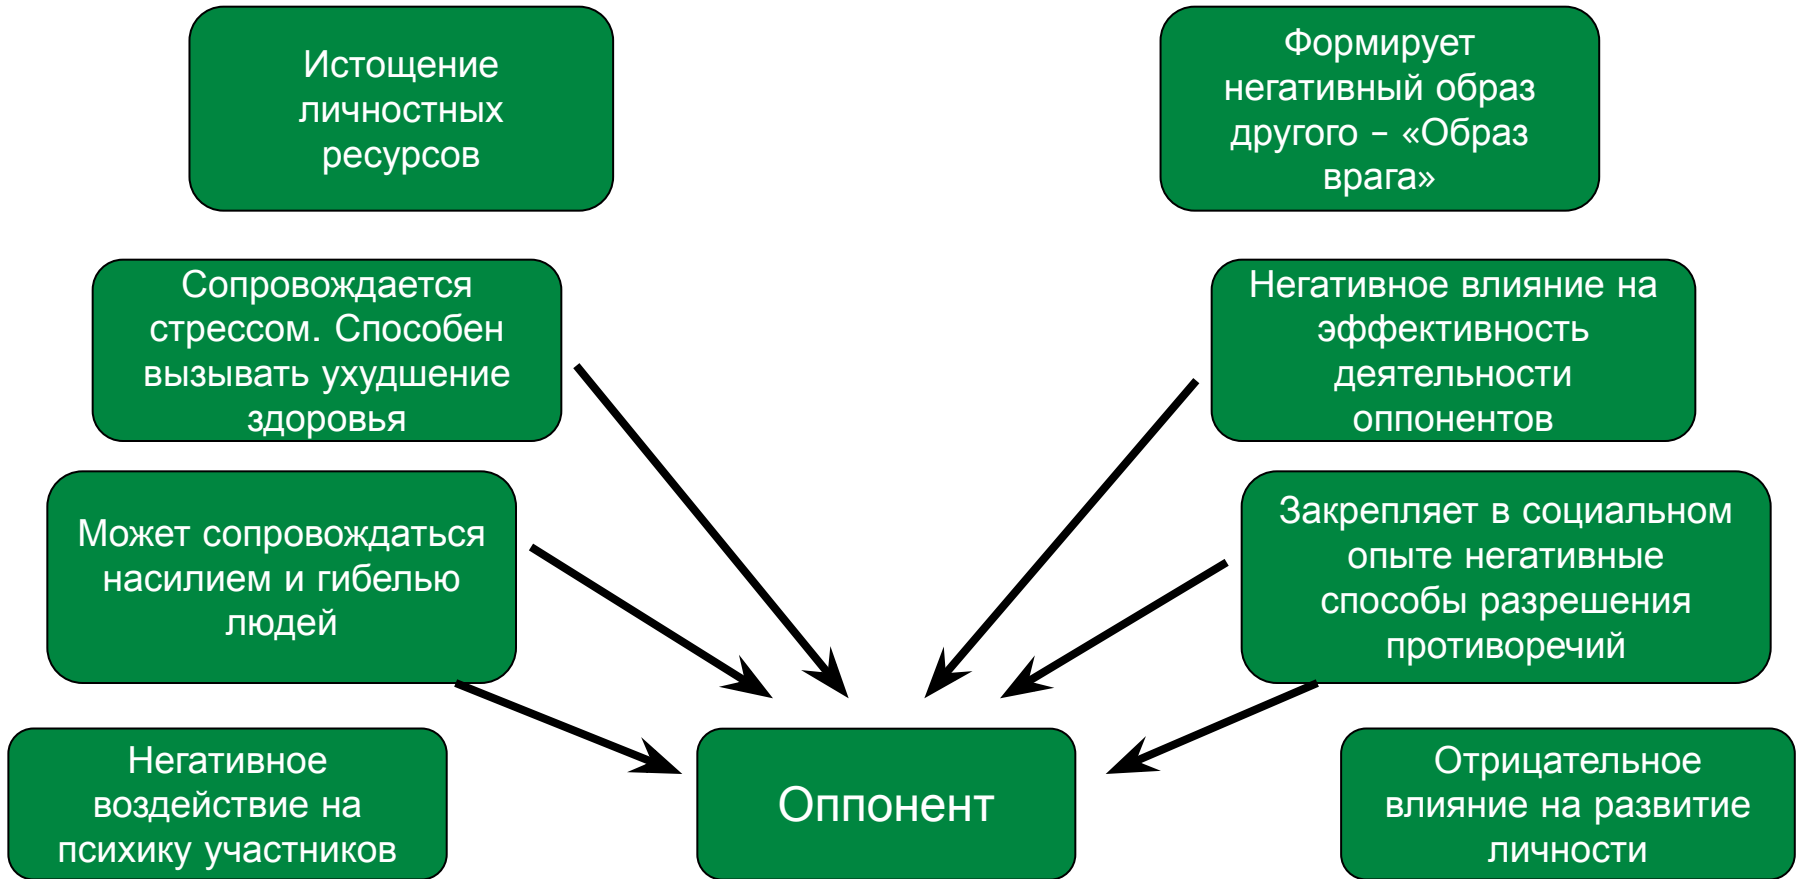 Истощение
личностных
ресурсов
Формирует
негативный образ
другого – «Образ
врага»
Сопровождается
стрессом. Способен
вызывать ухудшение
здоровья
Негативное влияние на
эффективность
деятельности
оппонентов
Может сопровождаться
насилием и гибелью
людей
Закрепляет в социальном
опыте негативные
способы разрешения
противоречий
Негативное
воздействие на
психику участников
Оппонент
Отрицательное
влияние на развитие
личности